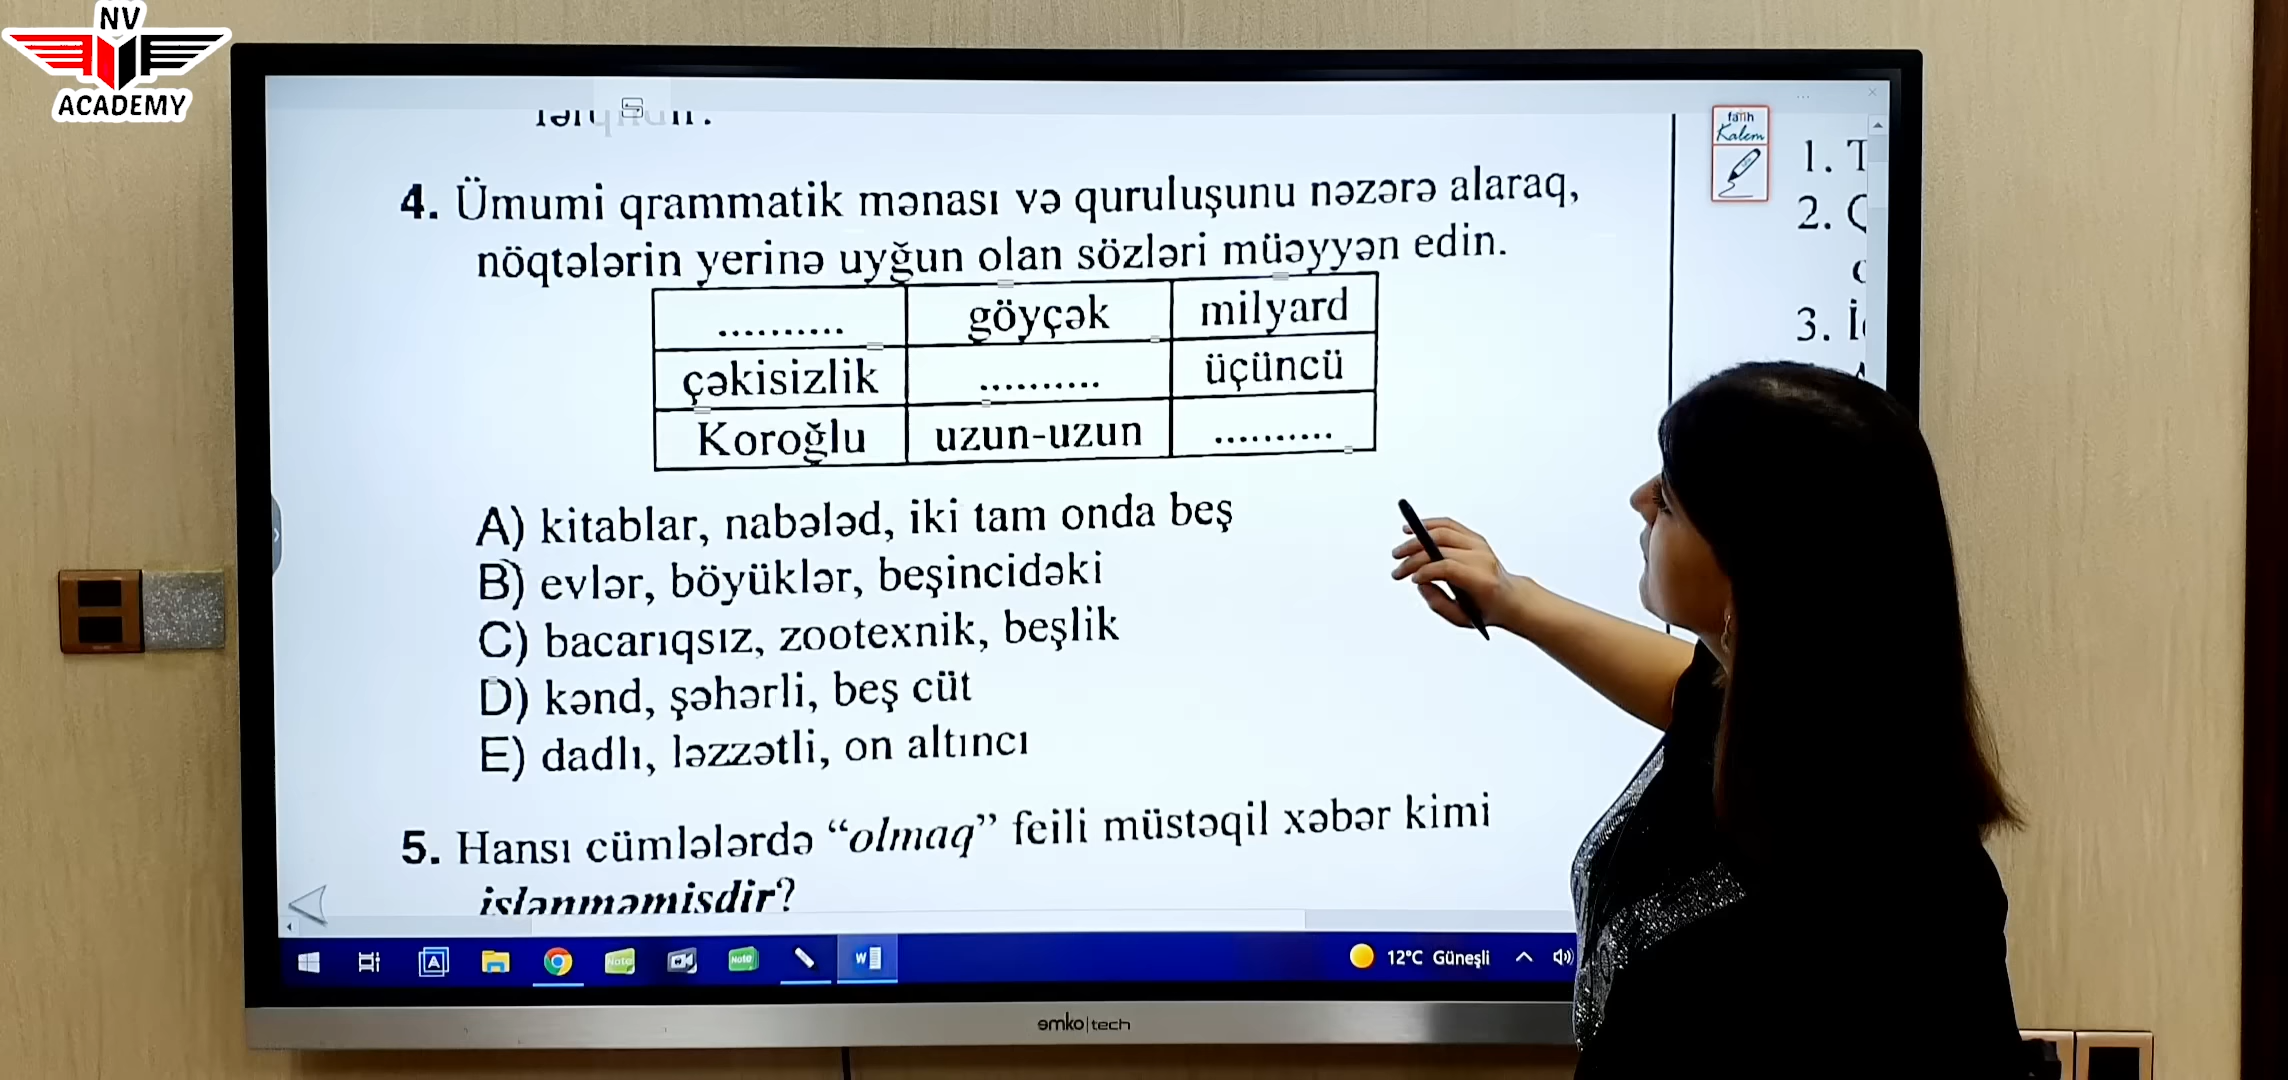 NV
ACADEMY
4. Ümumi qrammatik mənası və quruluşunu nəzərə alaraq,
nöqtələrin yerinə uyğun olan sözləri müəyyən edin.
.......... göyçək milyard
çəkisizlik .......... üçüncü
Koroğlu uzun-uzun ..........
A) kitablar, nabələd, iki tam onda beş
B) evlər, böyüklər, beşincidəki
C) bacarıqsız, zootexnik, beşlik
D) kənd, şəhərli, beş cüt
E) dadlı, ləzzətli, on altıncı
5. Hansı cümlələrdə “olmaq” feili müstəqil xəbər kimi
işlənməmişdir?
fatih
Kalem
1.
2.
3.
12°C Güneşli
emko|tech